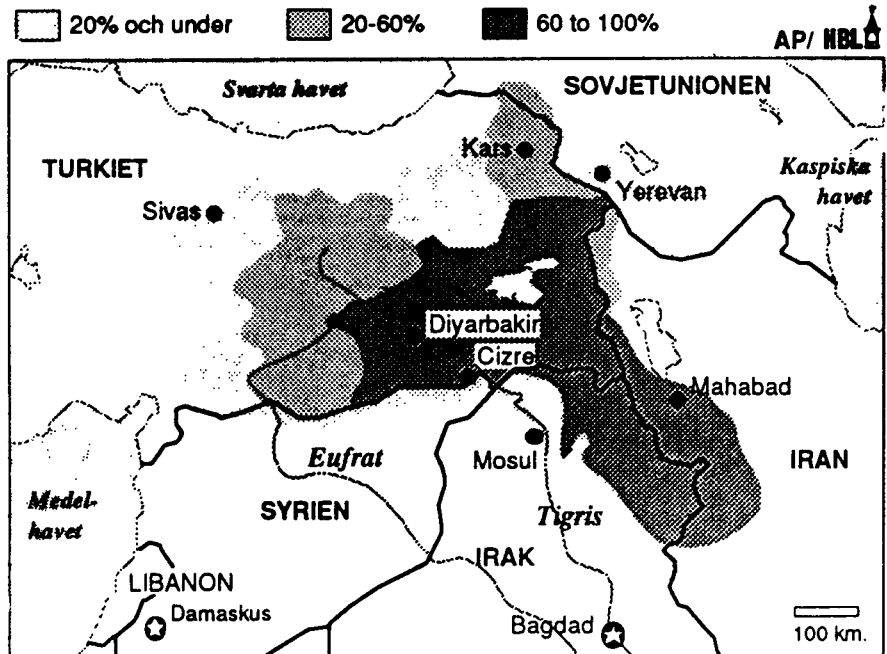 20% och under
20-60%
60 to 100%
AP/ HBL
Svarta havet
SOVJETUNIONEN
TURKIET
Kars
Kaspiska
havet
Yerevan
Sivas
Diyarbakir
Cizre
Mahabad
Mosul
Eufrat
IRAN
Medel-
havet
SYRIEN
Tigris
IRAK
LIBANON
Damaskus
Bagdad
100 km.